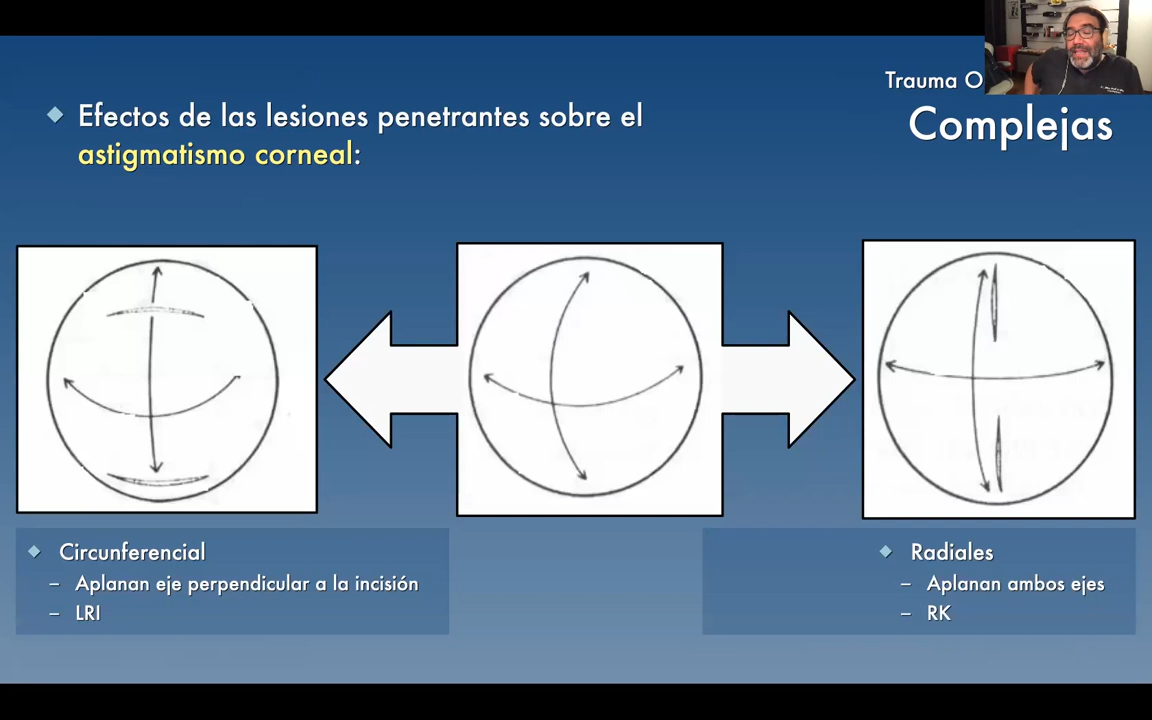 Trauma O
Complejas
Efectos de las lesiones penetrantes sobre el
astigmatismo corneal:
Circunferencial
– Aplanan eje perpendicular a la incisión
– LRI
Radiales
– Aplanan ambos ejes
– RK